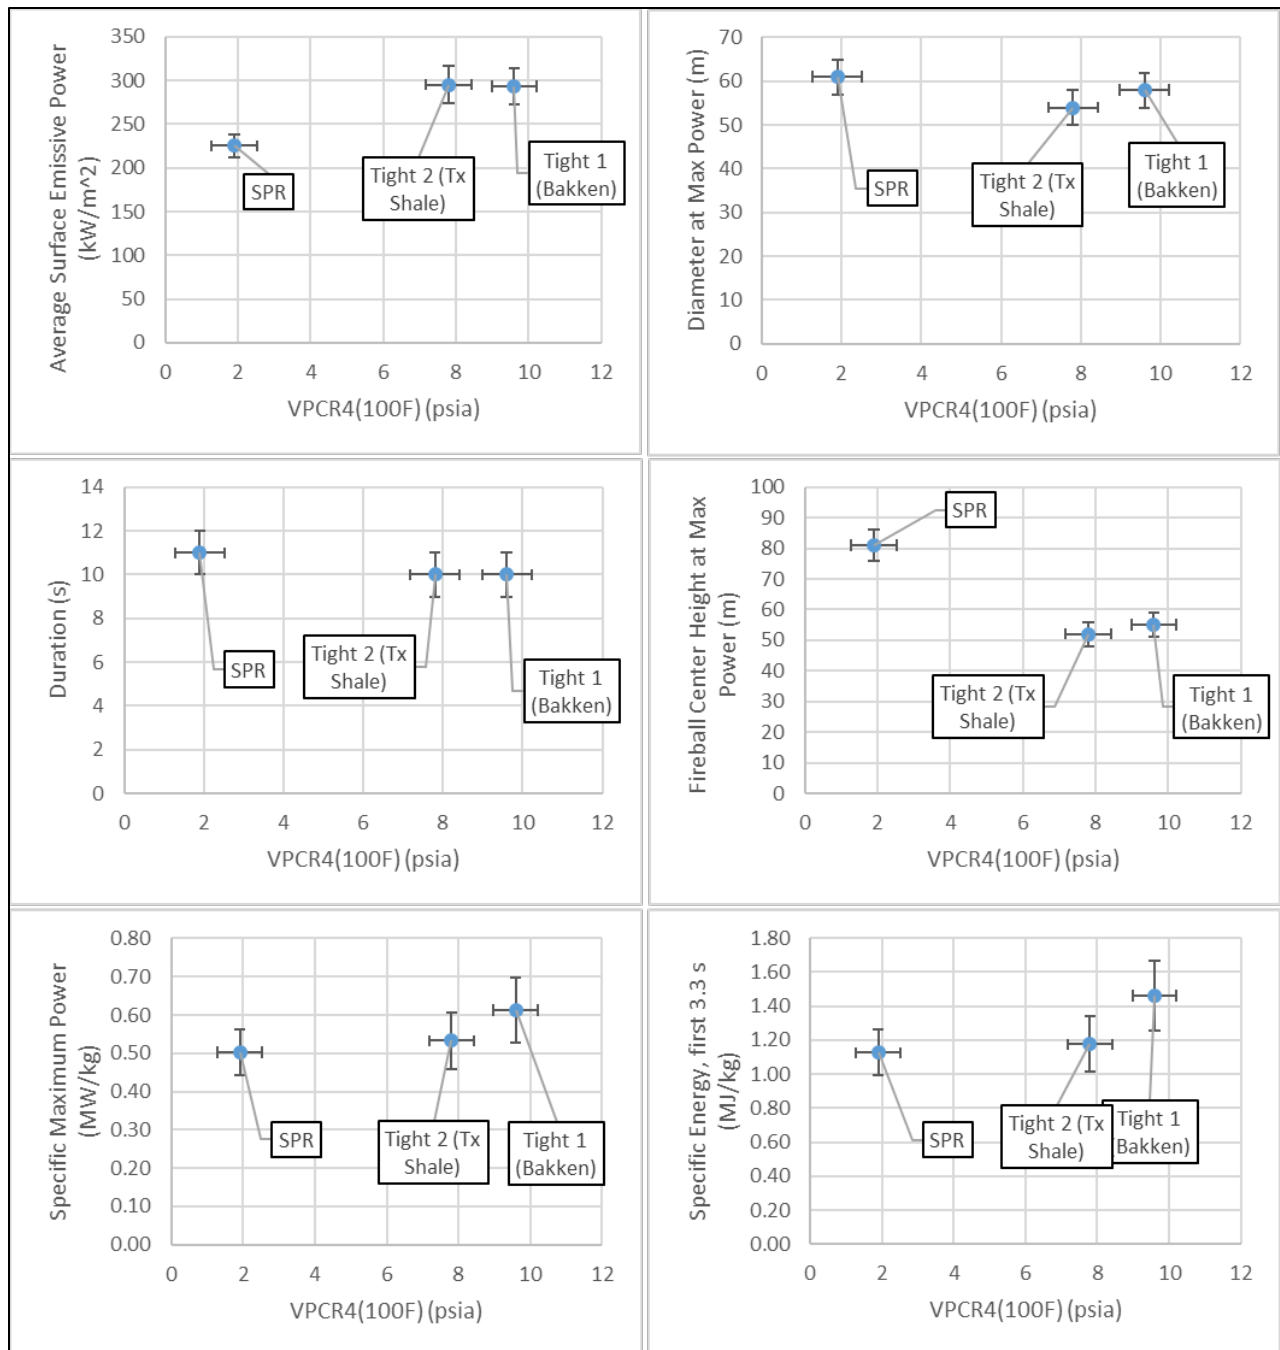 Average Surface Emissive Power
(kW/m^2)
350
300
250
200
150
100
50
0
SPR
Tight 2 (Tx
Shale)
Tight 1
(Bakken)
0 2 4 6 8 10 12
VPCR4(100F) (psia)
Diameter at Max Power (m)
70
60
50
40
30
20
10
0
SPR
Tight 2 (Tx
Shale)
Tight 1
(Bakken)
0 2 4 6 8 10 12
VPCR4(100F) (psia)
Duration (s)
14
12
10
8
6
4
2
0
SPR
Tight 2 (Tx
Shale)
Tight 1
(Bakken)
0 2 4 6 8 10 12
VPCR4(100F) (psia)
Fireball Center Height at Max
Power (m)
100
90
80
70
60
50
40
30
20
10
0
SPR
Tight 2 (Tx
Shale)
Tight 1
(Bakken)
0 2 4 6 8 10 12
VPCR4(100F) (psia)
Specific Maximum Power
(MW/kg)
0.80
0.70
0.60
0.50
0.40
0.30
0.20
0.10
0.00
SPR
Tight 2 (Tx
Shale)
Tight 1
(Bakken)
0 2 4 6 8 10 12
VPCR4(100F) (psia)
Specific Energy, first 3.3 s
(MJ/kg)
1.80
1.60
1.40
1.20
1.00
0.80
0.60
0.40
0.20
0.00
SPR
Tight 2 (Tx
Shale)
Tight 1
(Bakken)
0 2 4 6 8 10 12
VPCR4(100F) (psia)